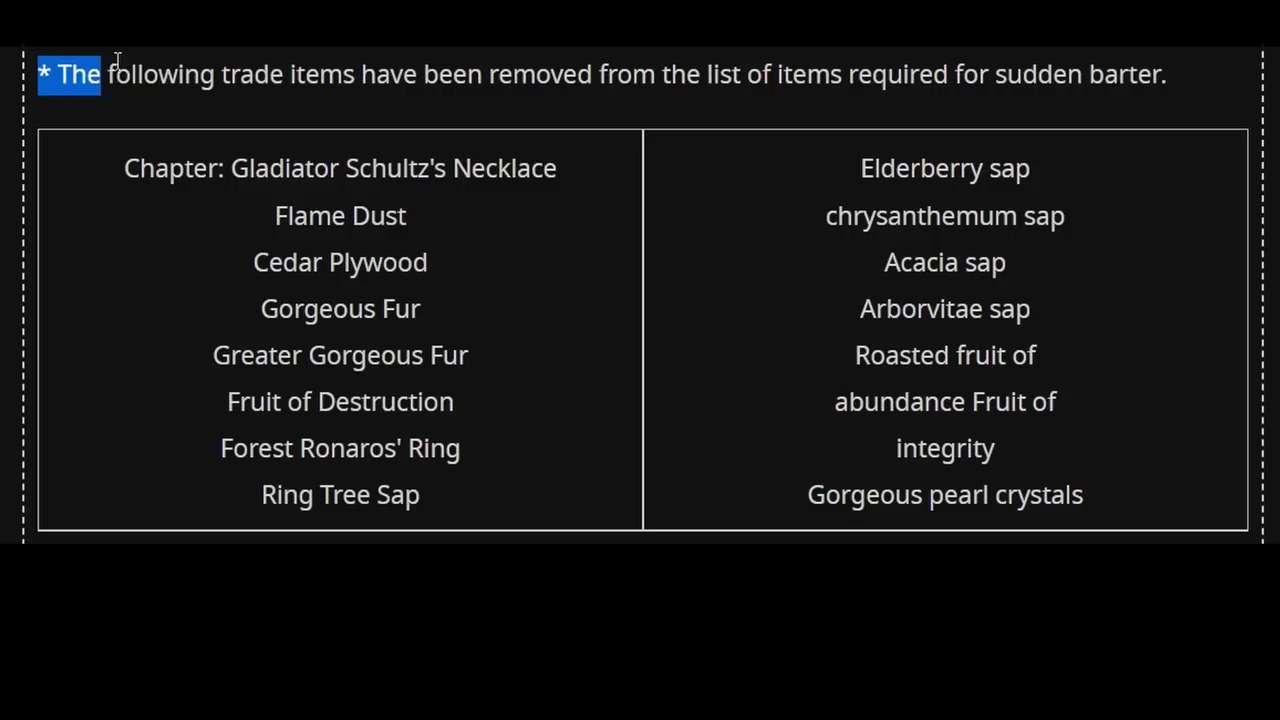 * The following trade items have been removed from the list of items required for sudden barter.
Chapter: Gladiator Schultz's Necklace
Flame Dust
Cedar Plywood
Gorgeous Fur
Greater Gorgeous Fur
Fruit of Destruction
Forest Ronaros' Ring
Ring Tree Sap
Elderberry sap
chrysanthemum sap
Acacia sap
Arborvitae sap
Roasted fruit of
abundance Fruit of
integrity
Gorgeous pearl crystals